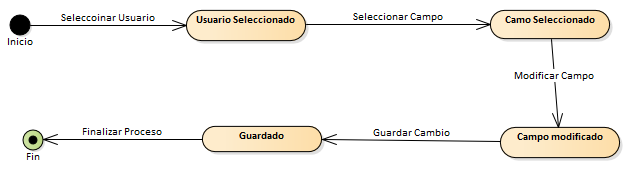 Seleccoinar Usuario
Usuario Seleccionado
Seleccionar Campo
Camo Seleccionado
Inicio
Modificar Campo
Finalizar Proceso
Guardado
Guardar Cambio
Campo modificado
Fin